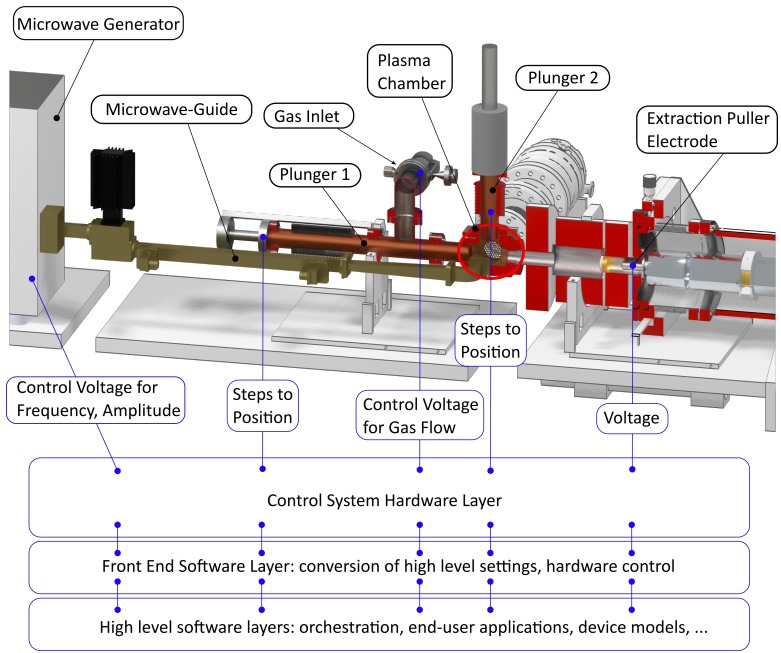 Microwave Generator
Plasma
Chamber
Plunger 2
Microwave-Guide
Gas Inlet
Extraction Puller
Electrode
Plunger 1
Steps to
Position
Control Voltage for
Frequency, Amplitude
Steps to
Position
Control Voltage
for Gas Flow
Voltage
Control System Hardware Layer
Front End Software Layer: conversion of high level settings, hardware control
High level software layers: orchestration, end-user applications, device models, ...